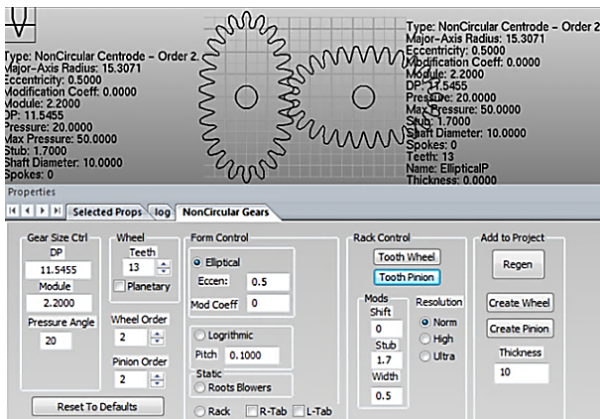 Type: NonCircular Centrode - Order 2.
Major-Axis Radius: 15.3071
Eccentricity: 0.5000
Modification Coeff: 0.0000
Module: 2.2000
DP: 11.5455
Pressure: 20.0000
Max Pressure: 50.0000
Stub: 1.7000
Shaft Diameter: 10.0000
Spokes: 0
Type: NonCircular Centrode - Order 2
Major-Axis Radius: 15.3071
Eccentricity: 0.5000
Modification Coeff: 0.0000
Module: 2.2000
DP: 11.5455
Pressure: 20.0000
Max Pressure: 50.0000
Stub: 1.7000
Shaft Diameter: 10.0000
Spokes: 0
Teeth: 13
Name: EllipticalP
Thickness: 0.0000
Properties
Selected Props log NonCircular Gears
Gear Size Ctrl
DP
11.5455
Module
2.2000
Pressure Angle
20
Reset To Defaults
Wheel
Teeth
13
Planetary
Wheel Order
2
Pinion Order
2
Form Control
Elliptical
Eccen: 0.5
Mod Coeff 0
Logrithmic
Pitch 0.1000
Static
Roots Blowers
Rack R-Tab L-Tab
Rack Control
Tooth Wheel
Tooth Pinion
Mods
Shift
0
Stub
1.7
Width
0.5
Resolution
Norm
High
Ultra
Add to Project
Regen
Create Wheel
Create Pinion
Thickness
10